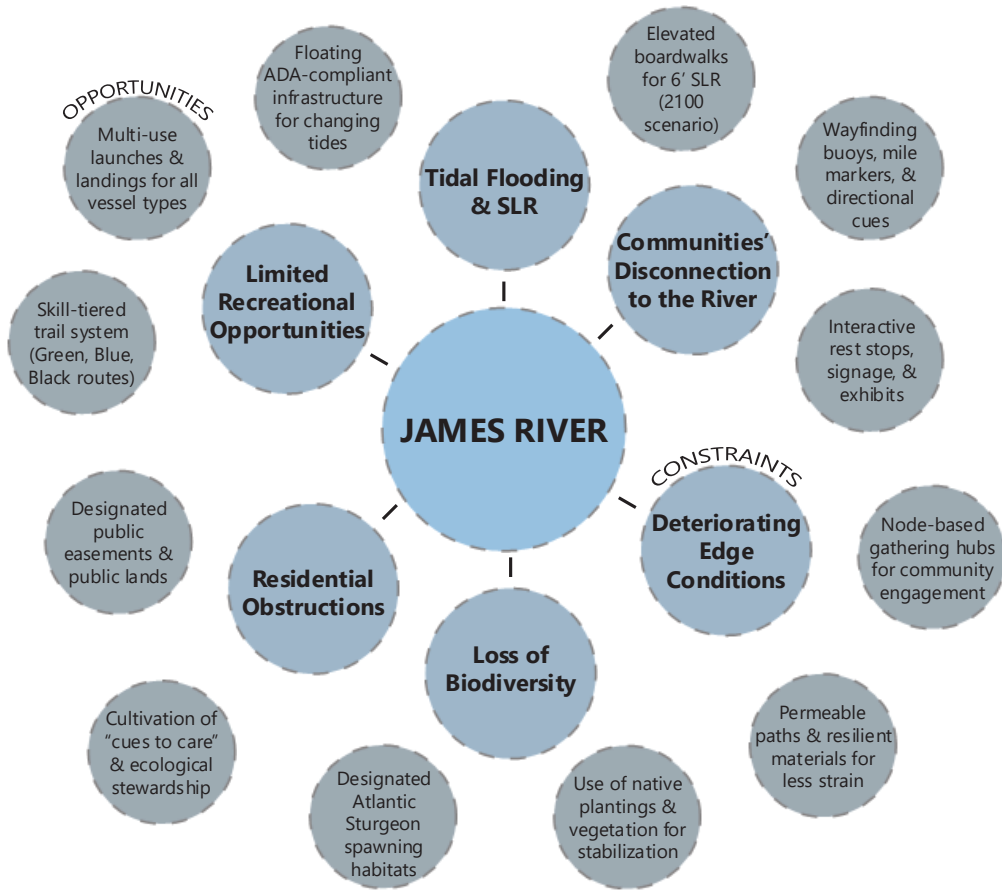 OPPORTUNITIES
Multi-use
launches &
landings for all
vessel types
Floating
ADA-compliant
infrastructure
for changing
tides
Elevated
boardwalks
for 6’ SLR
(2100
scenario)
Wayfinding
buoys, mile
markers, &
directional
cues
Tidal Flooding
& SLR
Communities’
Disconnection
to the River
Limited
Recreational
Opportunities
Skill-tiered
trail system
(Green, Blue,
Black routes)
Interactive
rest stops,
signage, &
exhibits
JAMES RIVER
CONSTRAINTS
Deteriorating
Edge
Conditions
Designated
public
easements &
public lands
Node-based
gathering hubs
for community
engagement
Residential
Obstructions
Loss of
Biodiversity
Cultivation of
“cues to care”
& ecological
stewardship
Designated
Atlantic
Sturgeon
spawning
habitats
Use of native
plantings &
vegetation for
stabilization
Permeable
paths & resilient
materials for
less strain